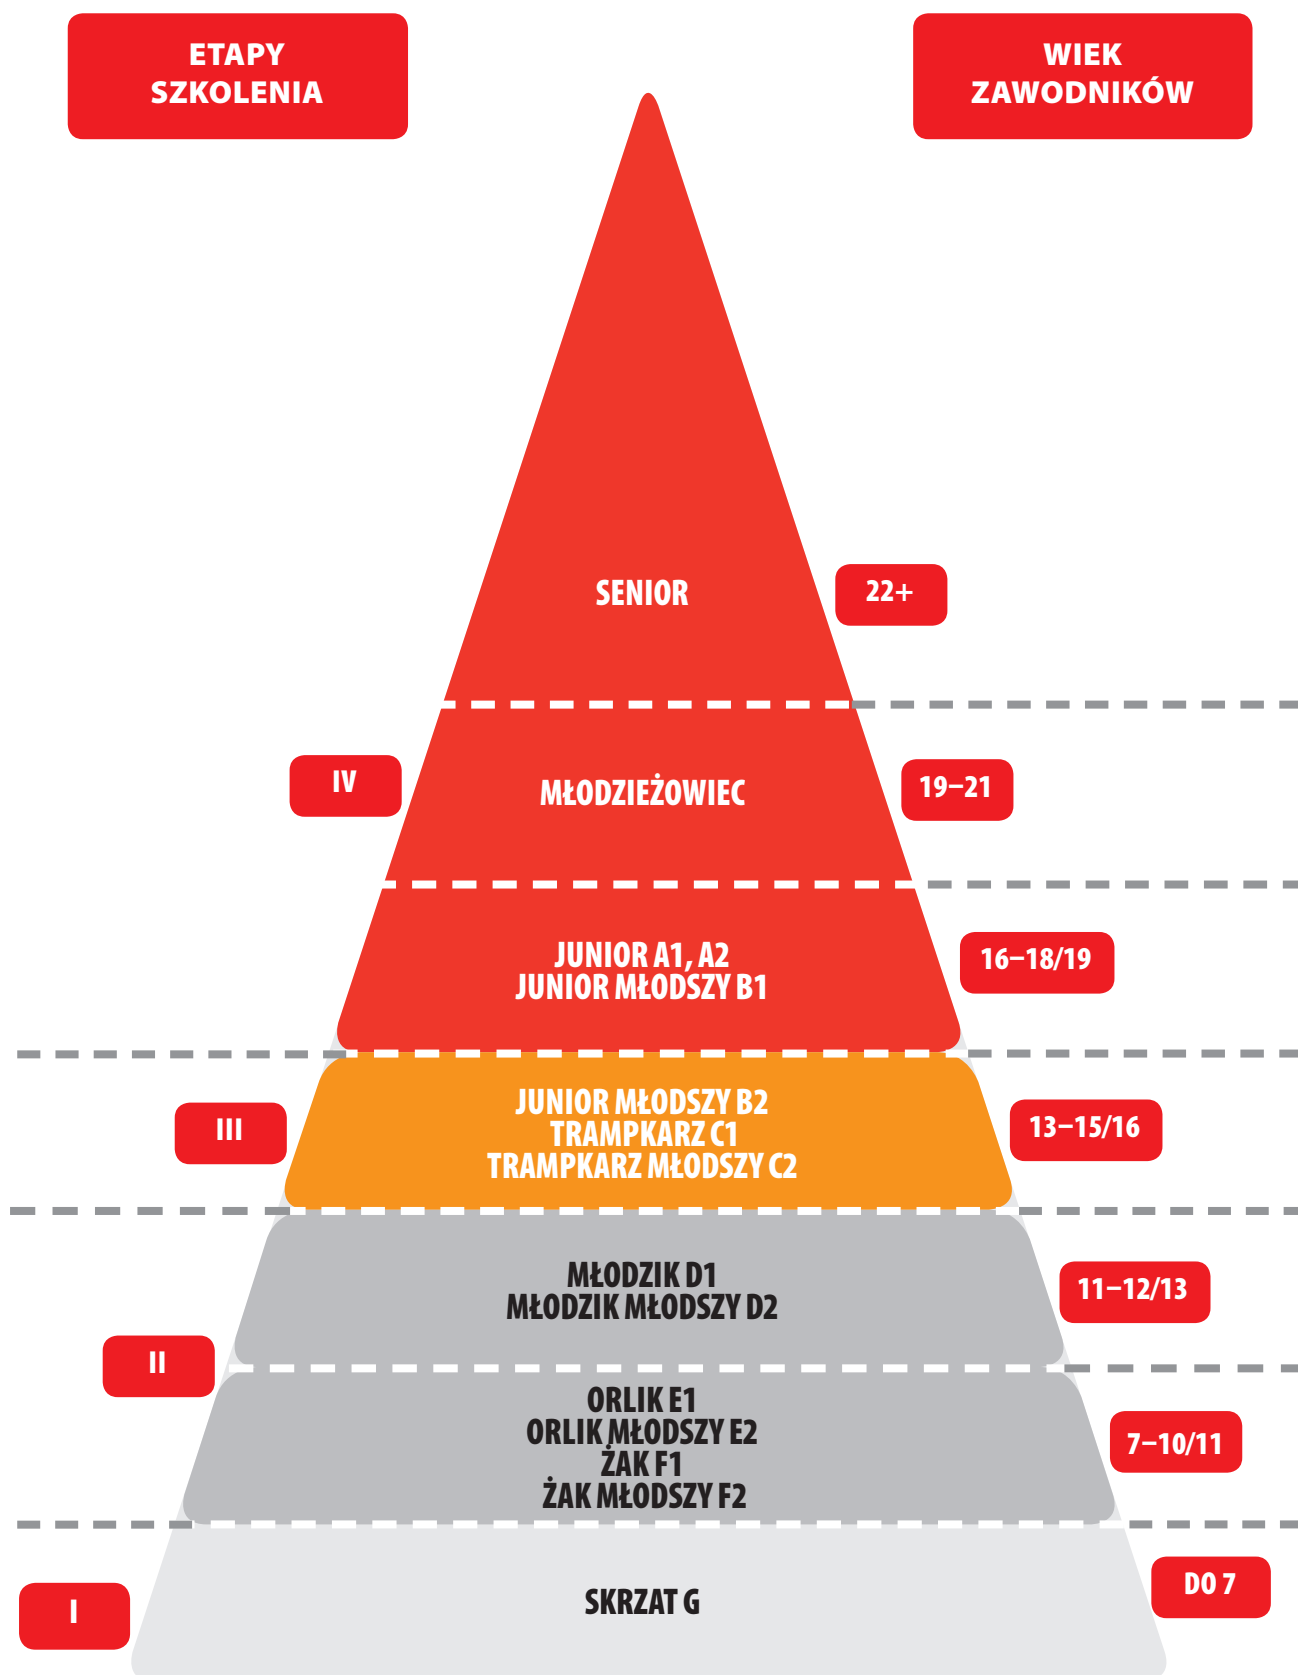 ETAPY
SZKOLENIA
WIEK
ZAWODNIKÓW
SENIOR
22+
IV
MŁODZIEŻOWIEC
19–21
JUNIOR A1, A2
JUNIOR MŁODSZY B1
16–18/19
III
JUNIOR MŁODSZY B2
TRAMPKARZ C1
TRAMPKARZ MŁODSZY C2
13–15/16
MŁODZIK D1
MŁODZIK MŁODSZY D2
11–12/13
II
ORLIK E1
ORLIK MŁODSZY E2
ŻAK F1
ŻAK MŁODSZY F2
7–10/11
I
SKRZAT G
DO 7